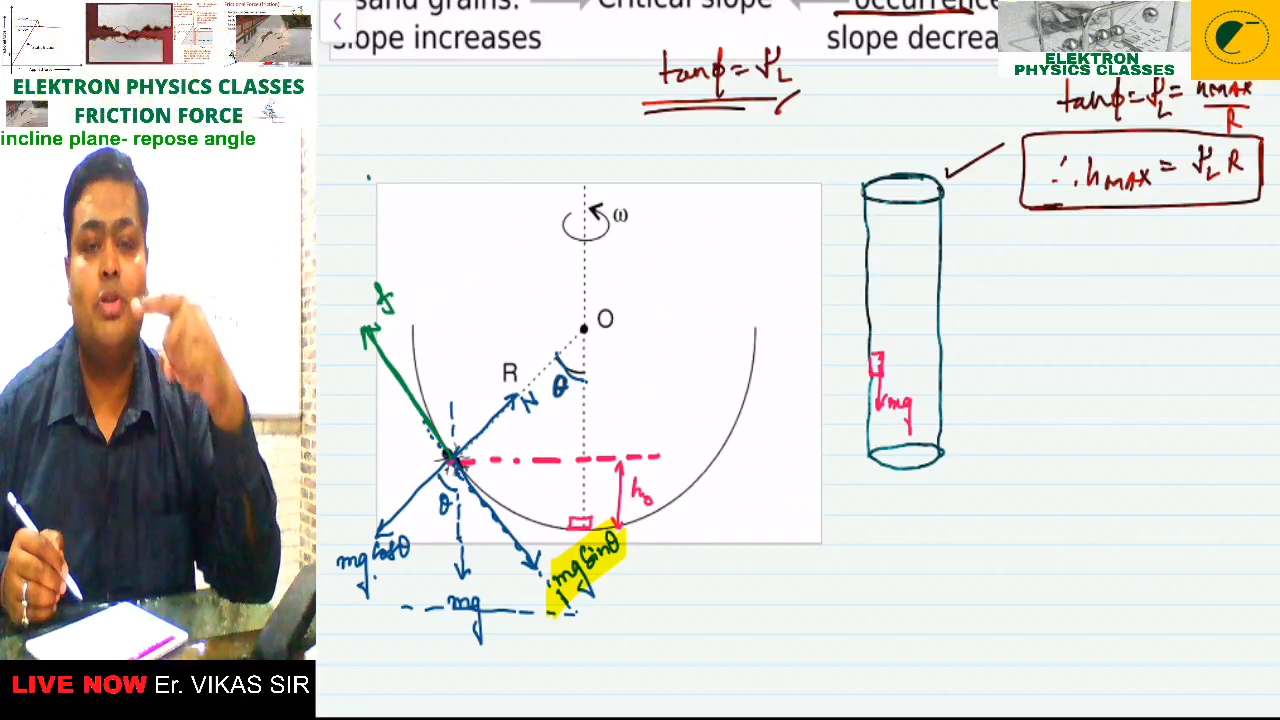 sand grains.
Critical slope
occurrence
slope increases
slope decrea
tanϕ = μL
ELEKTRON PHYSICS CLASSES
FRICTION FORCE
incline plane- repose angle
ELEKTRON
PHYSICS CLASSES
tanϕ = μL = hMAX/R
∴ hMAX = μL R
ω
O
R
θ
N
fs
h0
θ
mg cosθ
mg sinθ
mg
mg
LIVE NOW Er. VIKAS SIR